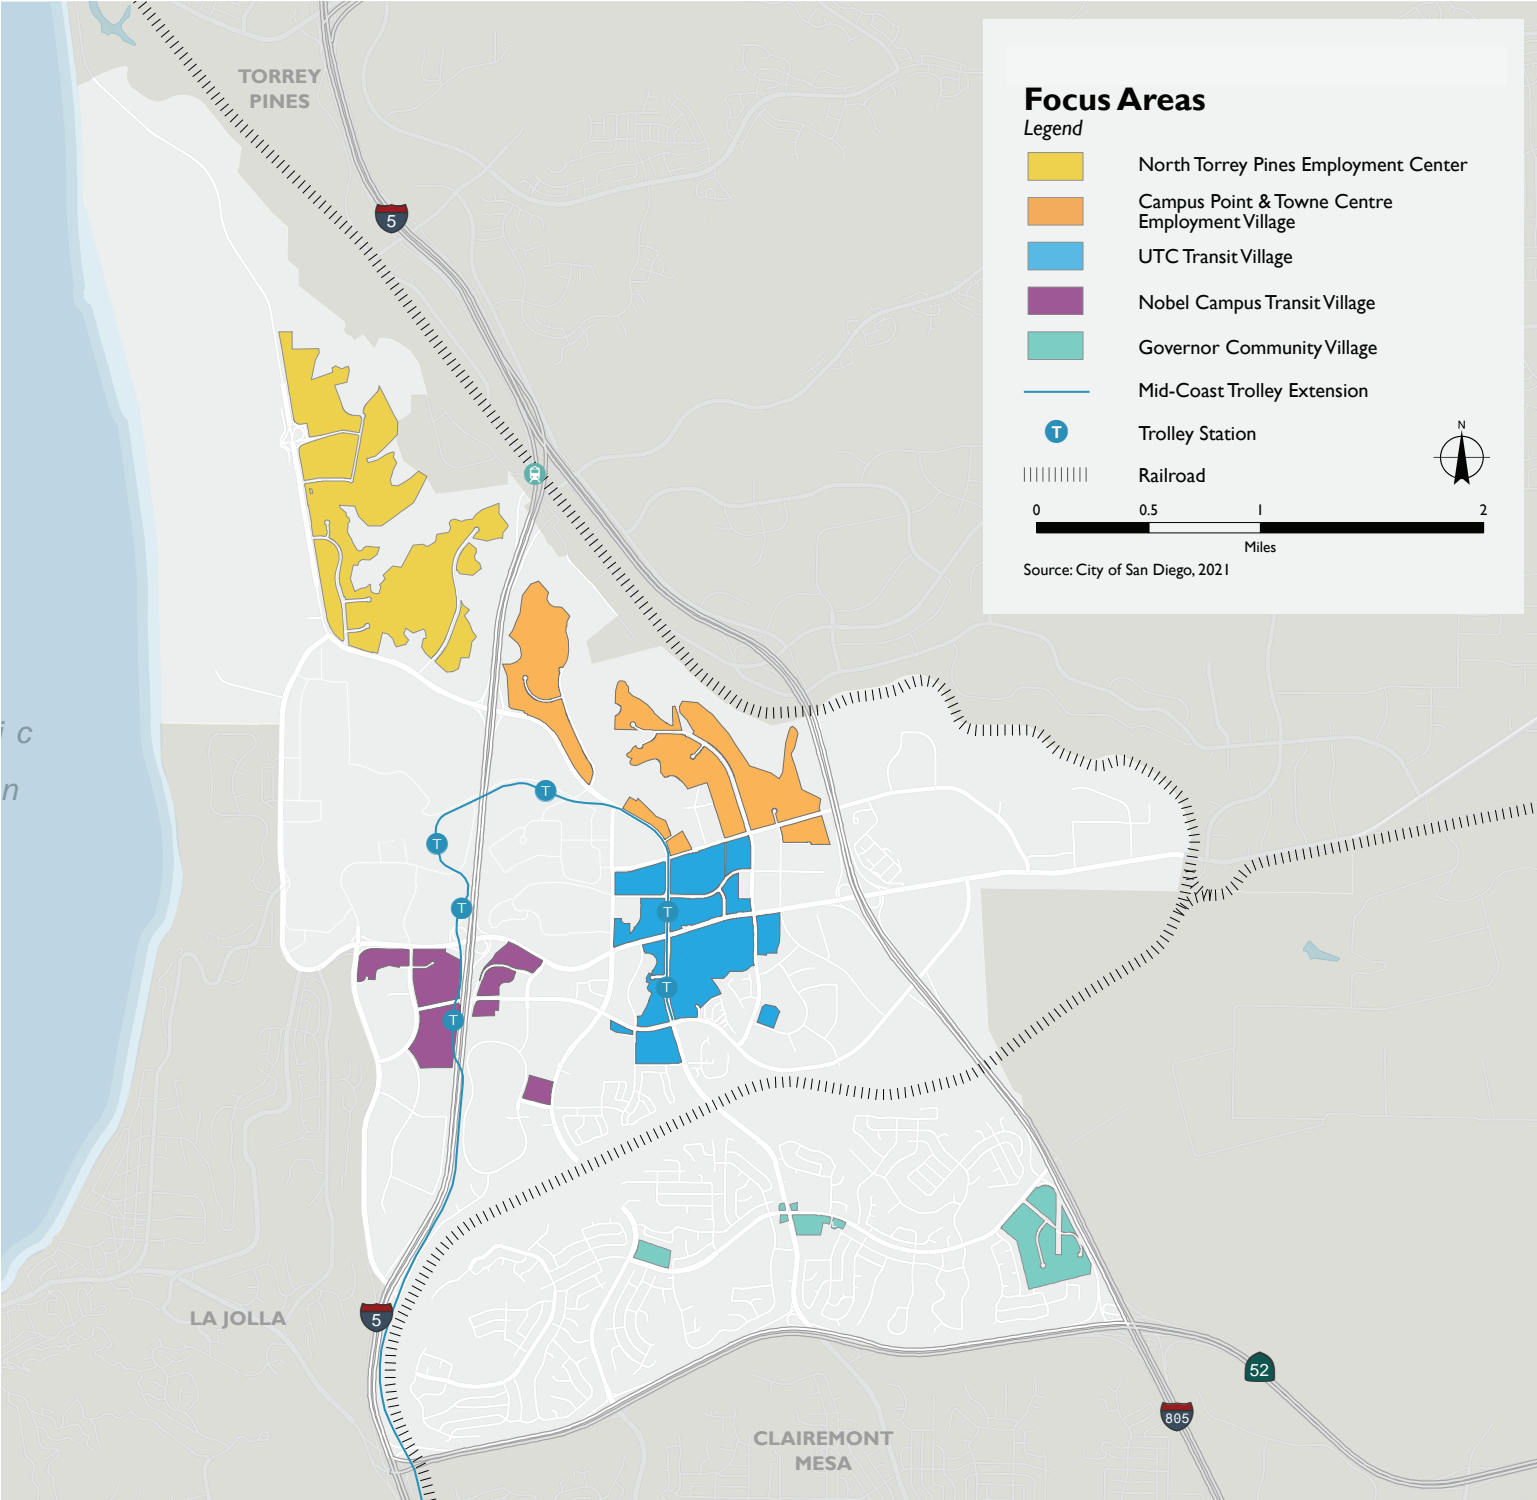 TORREY
PINES
5
Focus Areas
Legend
North Torrey Pines Employment Center
Campus Point & Towne Centre
Employment Village
UTC Transit Village
Nobel Campus Transit Village
Governor Community Village
Mid-Coast Trolley Extension
T
Trolley Station
N
Railroad
0 0.5 1 2
Miles
Source: City of San Diego, 2021
i c
n
T
T
T
T
T
T
LA JOLLA
5
52
805
CLAIREMONT
MESA